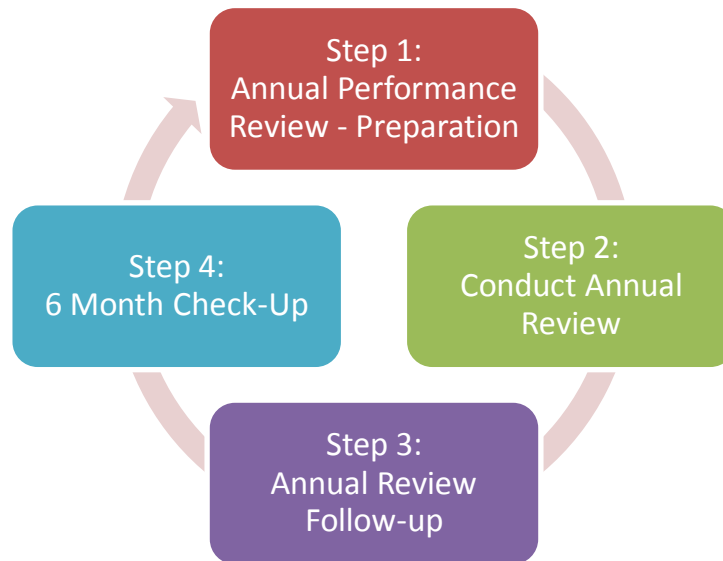 Step 1:
Annual Performance
Review - Preparation
Step 2:
Conduct Annual
Review
Step 3:
Annual Review
Follow-up
Step 4:
6 Month Check-Up